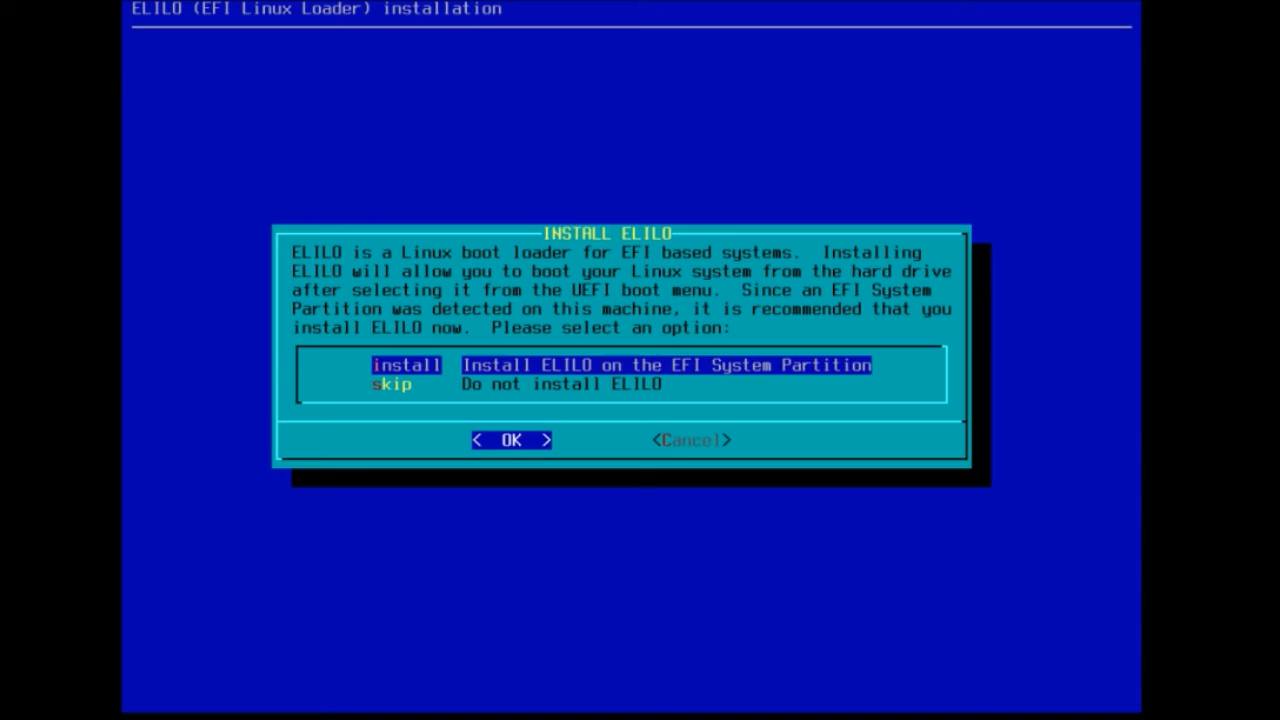 ELILO (EFI Linux Loader) installation
INSTALL ELILO
ELILO is a Linux boot loader for EFI based systems.  Installing
ELILO will allow you to boot your Linux system from the hard drive
after selecting it from the UEFI boot menu.  Since an EFI System
Partition was detected on this machine, it is recommended that you
install ELILO now.  Please select an option:
install  Install ELILO on the EFI System Partition
skip     Do not install ELILO
<  OK  >          <Cancel>